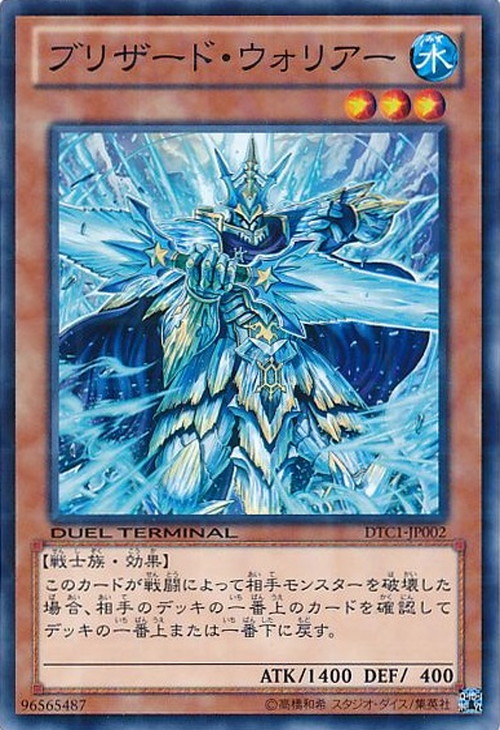 ブリザード・ウォリアー
水
DUEL TERMINAL
DTC1-JP002
【戦士族・効果】
このカードが戦闘によって相手モンスターを破壊した
場合、相手のデッキの一番上のカードを確認して
デッキの一番上または一番下に戻す。
ATK/1400 DEF/ 400
96565487
©高橋和希 スタジオ・ダイス/集英社